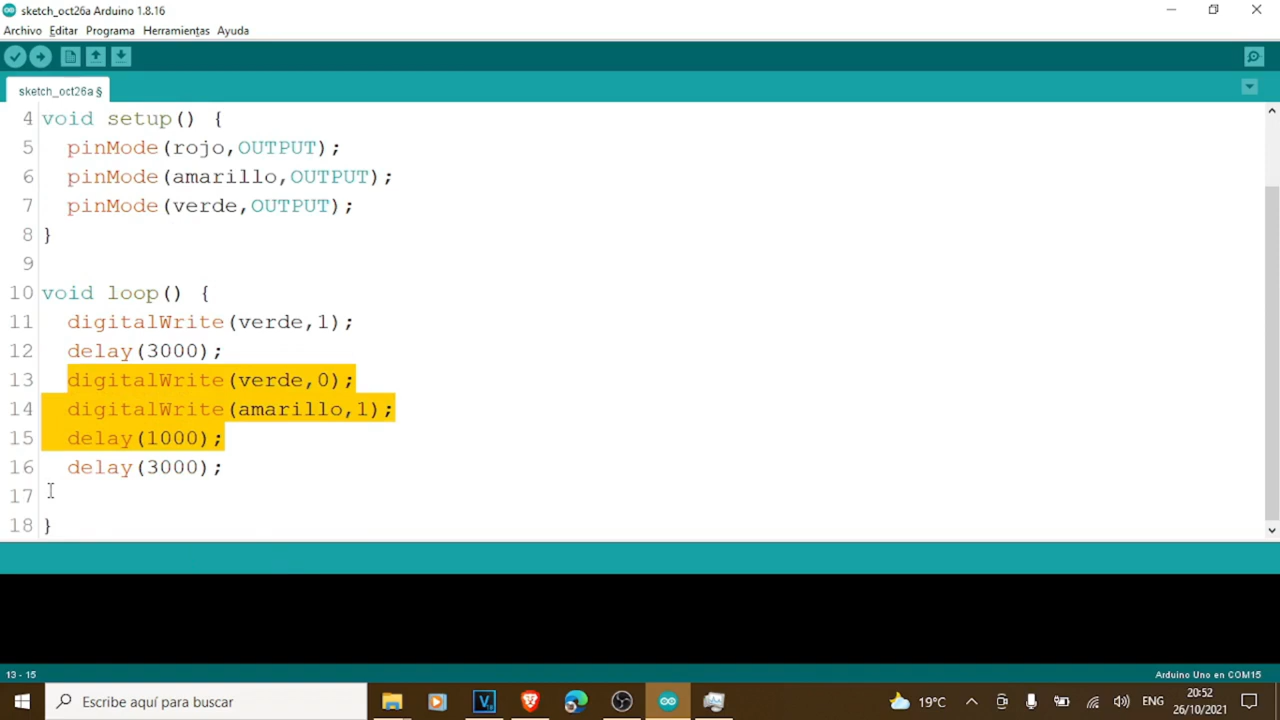 sketch_oct26a Arduino 1.8.16
Archivo Editar Programa Herramientas Ayuda
sketch_oct26a §
4 void setup() {
5 pinMode(rojo,OUTPUT);
6 pinMode(amarillo,OUTPUT);
7 pinMode(verde,OUTPUT);
8 }
9
10 void loop() {
11 digitalWrite(verde,1);
12 delay(3000);
13 digitalWrite(verde,0);
14 digitalWrite(amarillo,1);
15 delay(1000);
16 delay(3000);
17
18 }
13 - 15 Arduino Uno en COM15
Escribe aquí para buscar 19°C ENG 20:52
26/10/2021